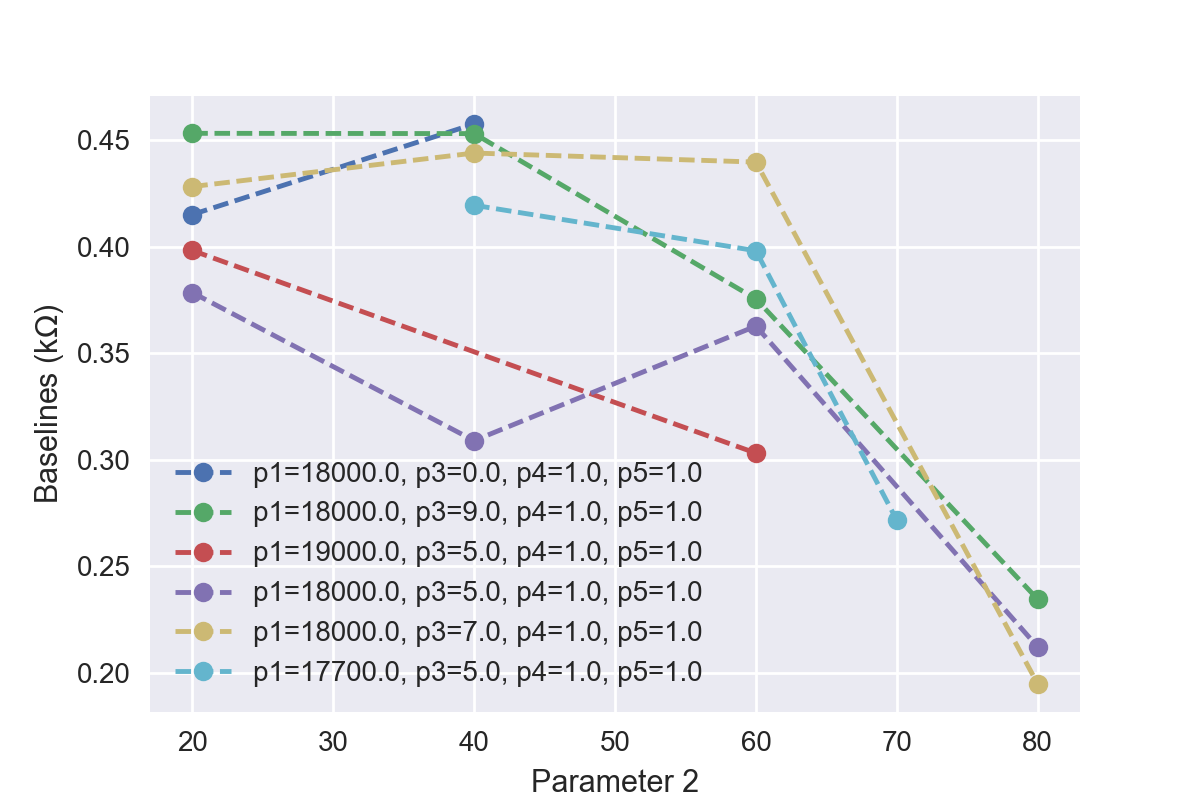 0.45
0.40
0.35
0.30
0.25
0.20
Baselines (kΩ)
p1=18000.0, p3=0.0, p4=1.0, p5=1.0
p1=18000.0, p3=9.0, p4=1.0, p5=1.0
p1=19000.0, p3=5.0, p4=1.0, p5=1.0
p1=18000.0, p3=5.0, p4=1.0, p5=1.0
p1=18000.0, p3=7.0, p4=1.0, p5=1.0
p1=17700.0, p3=5.0, p4=1.0, p5=1.0
20 30 40 50 60 70 80
Parameter 2